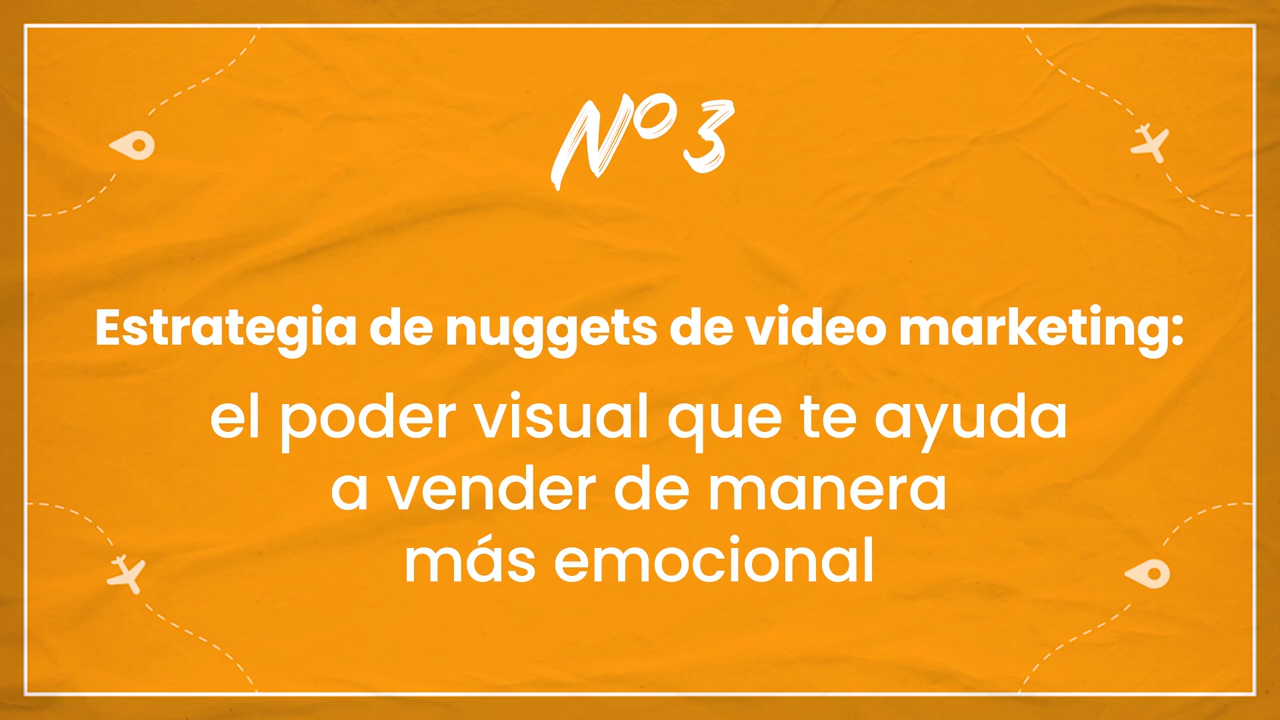 Nº 3
Estrategia de nuggets de video marketing:
el poder visual que te ayuda
a vender de manera
más emocional